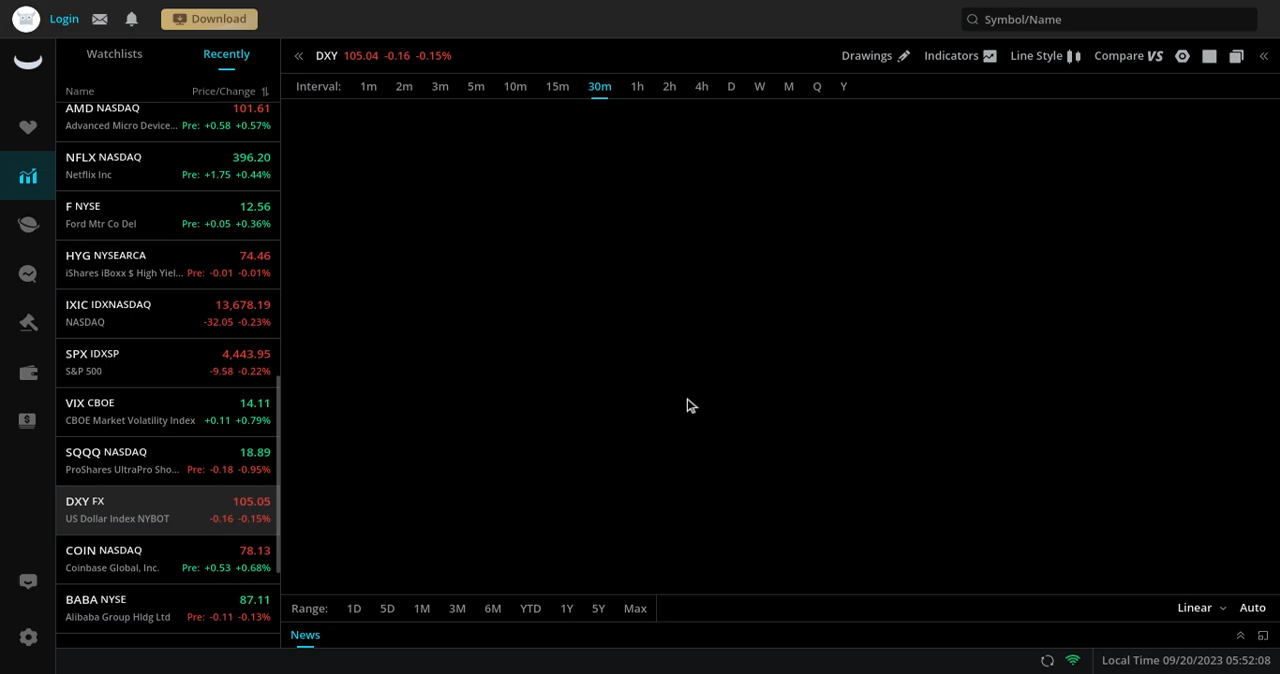 Login
Download
Symbol/Name
Watchlists
Recently
DXY 105.04 -0.16 -0.15%
Drawings
Indicators
Line Style
Compare VS
Name
Price/Change
Interval: 1m 2m 3m 5m 10m 15m 30m 1h 2h 4h D W M Q Y
AMD NASDAQ 101.61
Advanced Micro Device... Pre: +0.58 +0.57%
NFLX NASDAQ 396.20
Netflix Inc Pre: +1.75 +0.44%
F NYSE 12.56
Ford Mtr Co Del Pre: +0.05 +0.36%
HYG NYSEARCA 74.46
iShares iBoxx $ High Yiel... Pre: -0.01 -0.01%
IXIC IDXNASDAQ 13,678.19
NASDAQ -32.05 -0.23%
SPX IDXSP 4,443.95
S&P 500 -9.58 -0.22%
VIX CBOE 14.11
CBOE Market Volatility Index +0.11 +0.79%
SQQQ NASDAQ 18.89
ProShares UltraPro Sho... Pre: -0.18 -0.95%
DXY FX 105.05
US Dollar Index NYBOT -0.16 -0.15%
COIN NASDAQ 78.13
Coinbase Global, Inc. Pre: +0.53 +0.68%
BABA NYSE 87.11
Alibaba Group Hldg Ltd Pre: -0.11 -0.13%
Range: 1D 5D 1M 3M 6M YTD 1Y 5Y Max
Linear
Auto
News
Local Time 09/20/2023 05:52:08